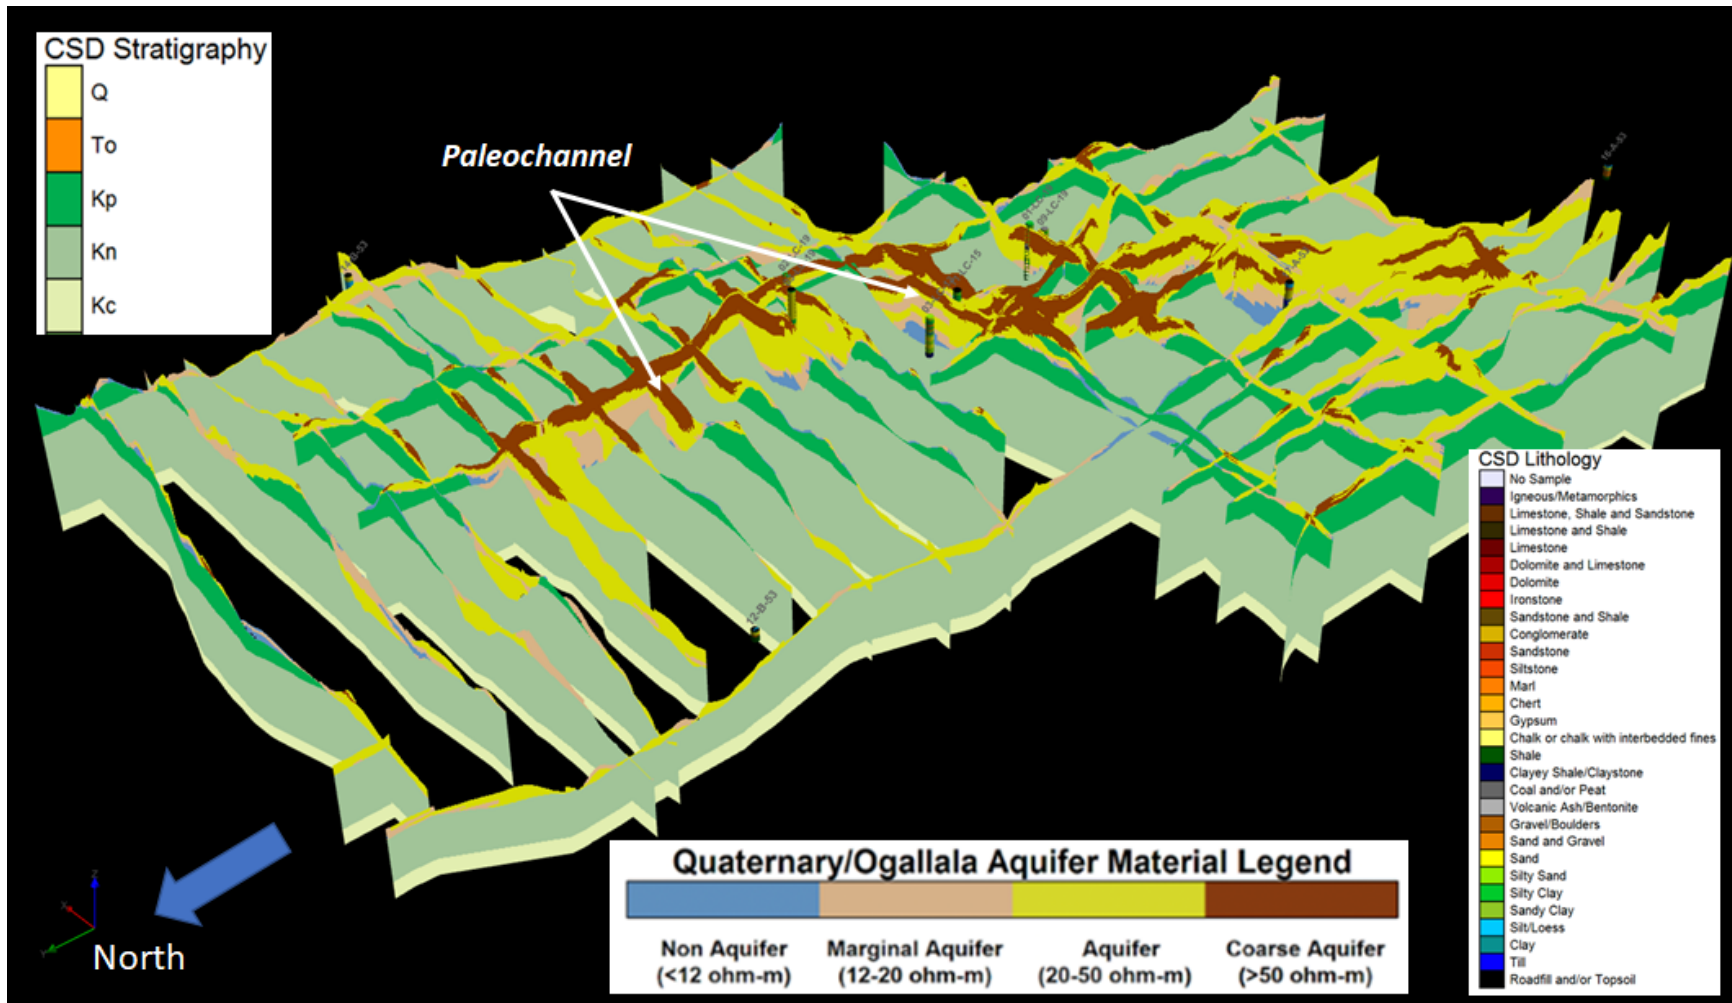 CSD Stratigraphy
Q
To
Kp
Kn
Kc
Paleochannel
16-A-53
09-LC-19
12-B-53
CSD Lithology
No Sample
Igneous/Metamorphics
Limestone, Shale and Sandstone
Limestone and Shale
Limestone
Dolomite and Limestone
Dolomite
Ironstone
Sandstone and Shale
Conglomerate
Sandstone
Siltstone
Marl
Chert
Gypsum
Chalk or chalk with interbedded fines
Shale
Clayey Shale/Claystone
Coal and/or Peat
Volcanic Ash/Bentonite
Gravel/Boulders
Sand and Gravel
Sand
Silty Sand
Silty Clay
Sandy Clay
Silt/Loess
Clay
Till
Roadfill and/or Topsoil
Quaternary/Ogallala Aquifer Material Legend
Non Aquifer Marginal Aquifer Aquifer Coarse Aquifer
(<12 ohm-m) (12-20 ohm-m) (20-50 ohm-m) (>50 ohm-m)
Z
X
Y
North